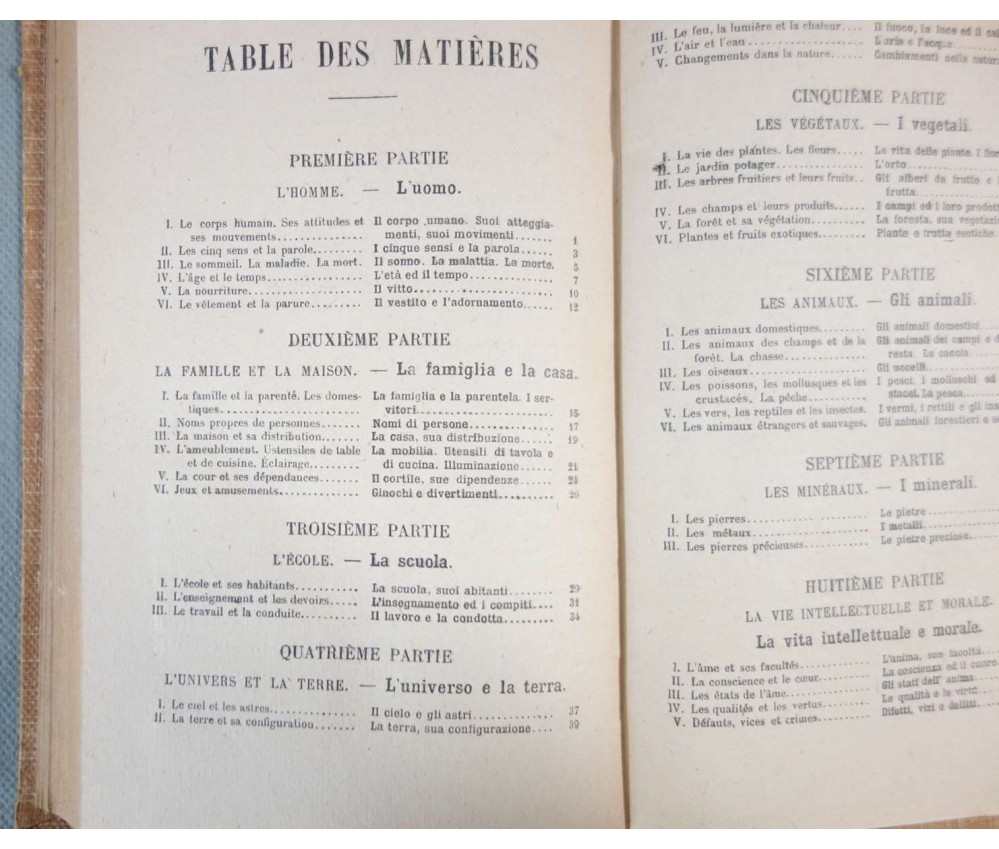 TABLE DES MATIÈRES
PREMIÈRE PARTIE
L'HOMME. — L'uomo.
I. Le corps humain. Ses attitudes et Il corpo umano. Suoi atteggia-
ses mouvements............... menti, suoi movimenti....... 1
II. Les cinq sens et la parole......... I cinque sensi e la parola...... 3
III. Le sommeil. La maladie. La mort. Il sonno. La malattia. La morte. 5
IV. L'âge et le temps................ L'età ed il tempo............... 7
V. La nourriture................... Il vitto......................... 10
VI. Le vêtement et la parure......... Il vestito e l'adornamento...... 12
DEUXIÈME PARTIE
LA FAMILLE ET LA MAISON. — La famiglia e la casa.
I. La famille et la parenté. Les domes- La famiglia e la parentela. I ser-
tiques........................ vitori........................ 15
II. Noms propres de personnes....... Nomi di persone................ 17
III. La maison et sa distribution....... La casa, sua distribuzione...... 19
IV. L'ameublement. Ustensiles de table La mobilia. Utensili di tavola e
et de cuisine. Éclairage......... di cucina. Illuminazione...... 21
V. La cour et ses dépendances....... Il cortile, sue dipendenze...... 24
VI. Jeux et amusements.............. Giuochi e divertimenti.......... 26
TROISIÈME PARTIE
L'ÉCOLE. — La scuola.
I. L'école et ses habitants........... La scuola, suoi abitanti........ 29
II. L'enseignement et les devoirs..... L'insegnamento ed i compiti.... 31
III. Le travail et la conduite........... Il lavoro e la condotta......... 34
QUATRIÈME PARTIE
L'UNIVERS ET LA TERRE. — L'universo e la terra.
I. Le ciel et les astres............... Il cielo e gli astri.............. 37
II. La terre et sa configuration........ La terra, sua configurazione.... 39
III. Le feu, la lumière et la chaleur.... Il fuoco, la luce ed il
IV. L'air et l'eau.................... L'aria e l'acqua
V. Changements dans la nature...... Cambiamenti nella natura
CINQUIÈME PARTIE
LES VÉGÉTAUX. — I vegetali.
I. La vie des plantes. Les fleurs..... La vita delle piante. I
II. Le jardin potager................ L'orto
III. Les arbres fruitiers et leurs fruits.. Gli alberi da frutto e
frutta.
IV. Les champs et leurs produits...... I campi ed i loro prodotti
V. La forêt et sa végétation.......... La foresta, sua
VI. Plantes et fruits exotiques......... Piante e frutta esotiche.
SIXIÈME PARTIE
LES ANIMAUX. — Gli animali.
I. Les animaux domestiques......... Gli animali domestici
II. Les animaux des champs et de la Gli animali dei campi e
forêt. La chasse............... resta. La caccia
III. Les oiseaux..................... Gli uccelli
IV. Les poissons, les mollusques et les I pesci, i molluschi ed
crustacés. La pêche............ stacei. La pesca
V. Les vers, les reptiles et les insectes. I vermi, i rettili e gli
VI. Les animaux étrangers et sauvages. Gli animali forestieri e
SEPTIÈME PARTIE
LES MINÉRAUX. — I minerali.
I. Les pierres...................... Le pietre
II. Les métaux..................... I metalli
III. Les pierres précieuses............ Le pietre preziose
HUITIÈME PARTIE
LA VIE INTELLECTUELLE ET MORALE.
La vita intellettuale e morale.
I. L'âme et ses facultés.............. L'anima, sue facoltà
II. La conscience et le cœur.......... La coscienza ed il cuore
III. Les états de l'âme................ Gli stati dell' anima
IV. Les qualités et les vertus.......... Le qualità e le virtù
V. Défauts, vices et crimes........... Difetti, vizi e delitti